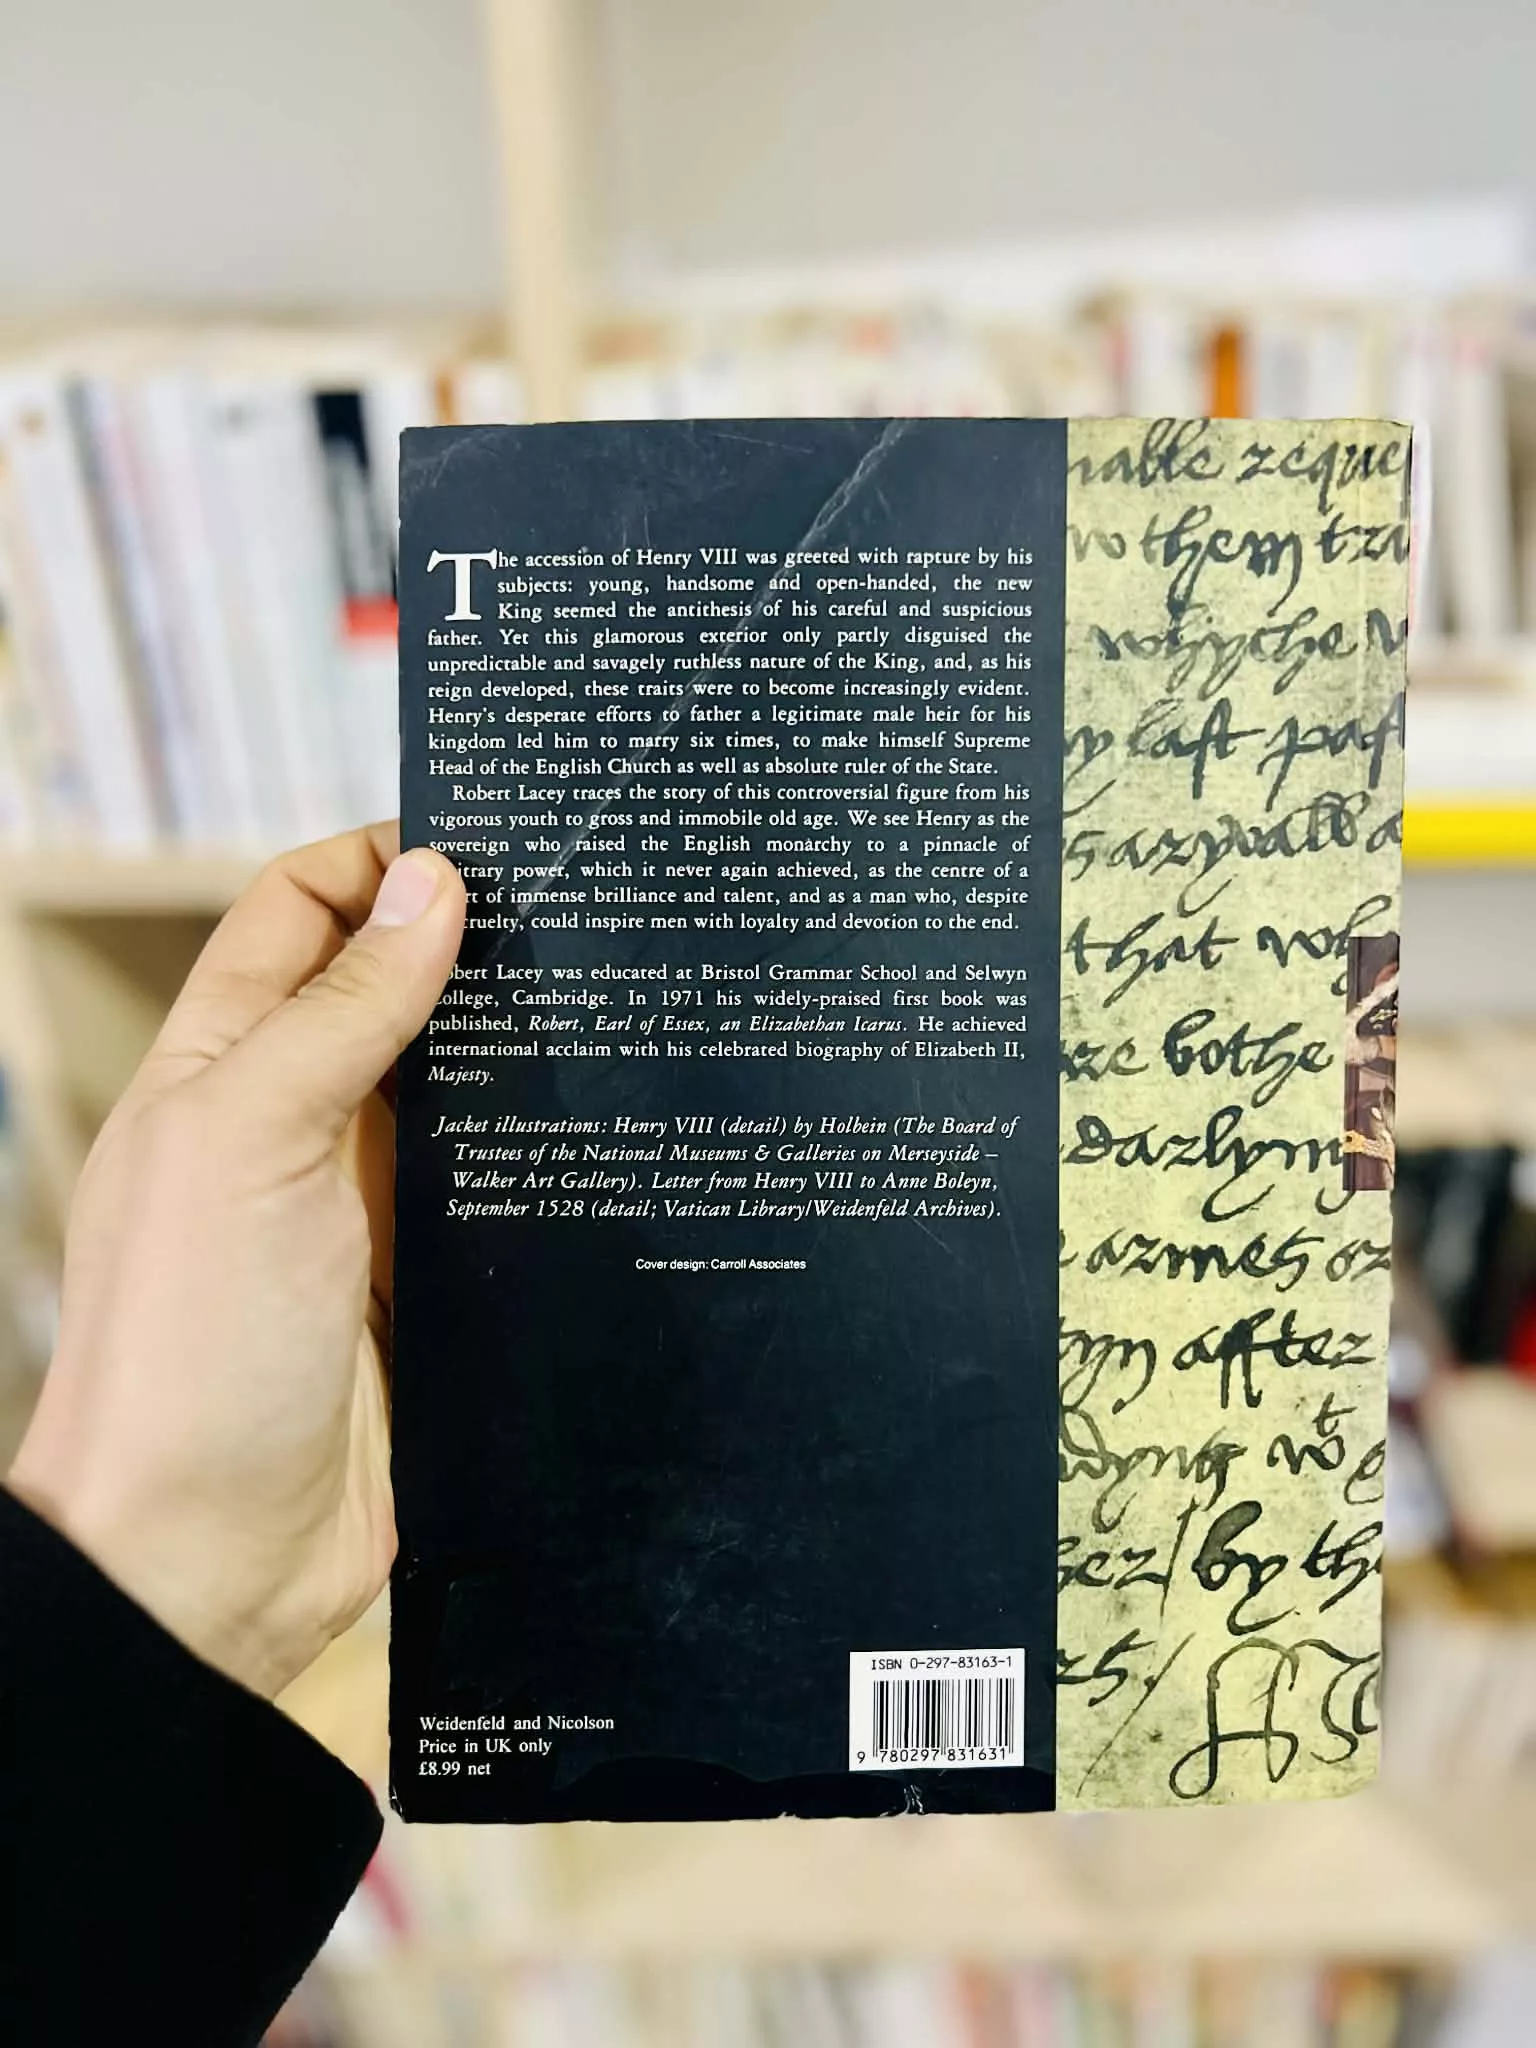 The accession of Henry VIII was greeted with rapture by his
subjects: young, handsome and open-handed, the new
King seemed the antithesis of his careful and suspicious
father. Yet this glamorous exterior only partly disguised the
unpredictable and savagely ruthless nature of the King, and, as his
reign developed, these traits were to become increasingly evident.
Henry's desperate efforts to father a legitimate male heir for his
kingdom led him to marry six times, to make himself Supreme
Head of the English Church as well as absolute ruler of the State.
Robert Lacey traces the story of this controversial figure from his
vigorous youth to gross and immobile old age. We see Henry as the
sovereign who raised the English monarchy to a pinnacle of
itrary power, which it never again achieved, as the centre of a
rt of immense brilliance and talent, and as a man who, despite
cruelty, could inspire men with loyalty and devotion to the end.
obert Lacey was educated at Bristol Grammar School and Selwyn
College, Cambridge. In 1971 his widely-praised first book was
published, Robert, Earl of Essex, an Elizabethan Icarus. He achieved
international acclaim with his celebrated biography of Elizabeth II,
Majesty.
Jacket illustrations: Henry VIII (detail) by Holbein (The Board of
Trustees of the National Museums & Galleries on Merseyside –
Walker Art Gallery). Letter from Henry VIII to Anne Boleyn,
September 1528 (detail; Vatican Library/Weidenfeld Archives).
Cover design: Carroll Associates
Weidenfeld and Nicolson
Price in UK only
£8.99 net
ISBN 0-297-83163-1
9 780297 831631
them
whyche
last
that
bothe
after
by the